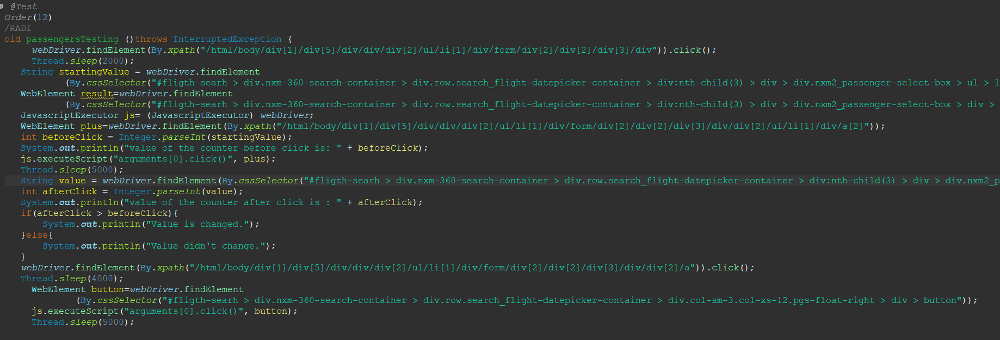 @Test
Order(12)
/RADI
oid passengersTesting ()throws InterruptedException {
webDriver.findElement(By.xpath("/html/body/div[1]/div[5]/div/div/div[2]/ul/li[1]/div/form/div[2]/div[2]/div[3]/div")).click();
Thread.sleep(2000);
String startingValue = webDriver.findElement
(By.cssSelector("#fligth-searh > div.nxm-360-search-container > div.row.search_flight-datepicker-container > div:nth-child(3) > div > div.nxm2_passenger-select-box > ul > l
WebElement result=webDriver.findElement
(By.cssSelector("#fligth-searh > div.nxm-360-search-container > div.row.search_flight-datepicker-container > div:nth-child(3) > div > div.nxm2_passenger-select-box > div >
JavascriptExecutor js= (JavascriptExecutor) webDriver;
WebElement plus=webDriver.findElement(By.xpath("/html/body/div[1]/div[5]/div/div/div[2]/ul/li[1]/div/form/div[2]/div[2]/div[3]/div/div[2]/ul/li[1]/div/a[2]"));
int beforeClick = Integer.parseInt(startingValue);
System.out.println("value of the counter before click is: " + beforeClick);
js.executeScript("arguments[0].click()", plus);
Thread.sleep(5000);
String value = webDriver.findElement(By.cssSelector("#fligth-searh > div.nxm-360-search-container > div.row.search_flight-datepicker-container > div:nth-child(3) > div > div.nxm2_p
int afterClick = Integer.parseInt(value);
System.out.println("value of the counter after click is : " + afterClick);
if(afterClick > beforeClick){
System.out.println("Value is changed.");
}else{
System.out.println("Value didn't change.");
}
webDriver.findElement(By.xpath("/html/body/div[1]/div[5]/div/div/div[2]/ul/li[1]/div/form/div[2]/div[2]/div[3]/div/div[2]/a")).click();
Thread.sleep(4000);
WebElement button=webDriver.findElement
(By.cssSelector("#fligth-searh > div.nxm-360-search-container > div.row.search_flight-datepicker-container > div.col-sm-3.col-xs-12.pgs-float-right > div > button"));
js.executeScript("arguments[0].click()", button);
Thread.sleep(5000);